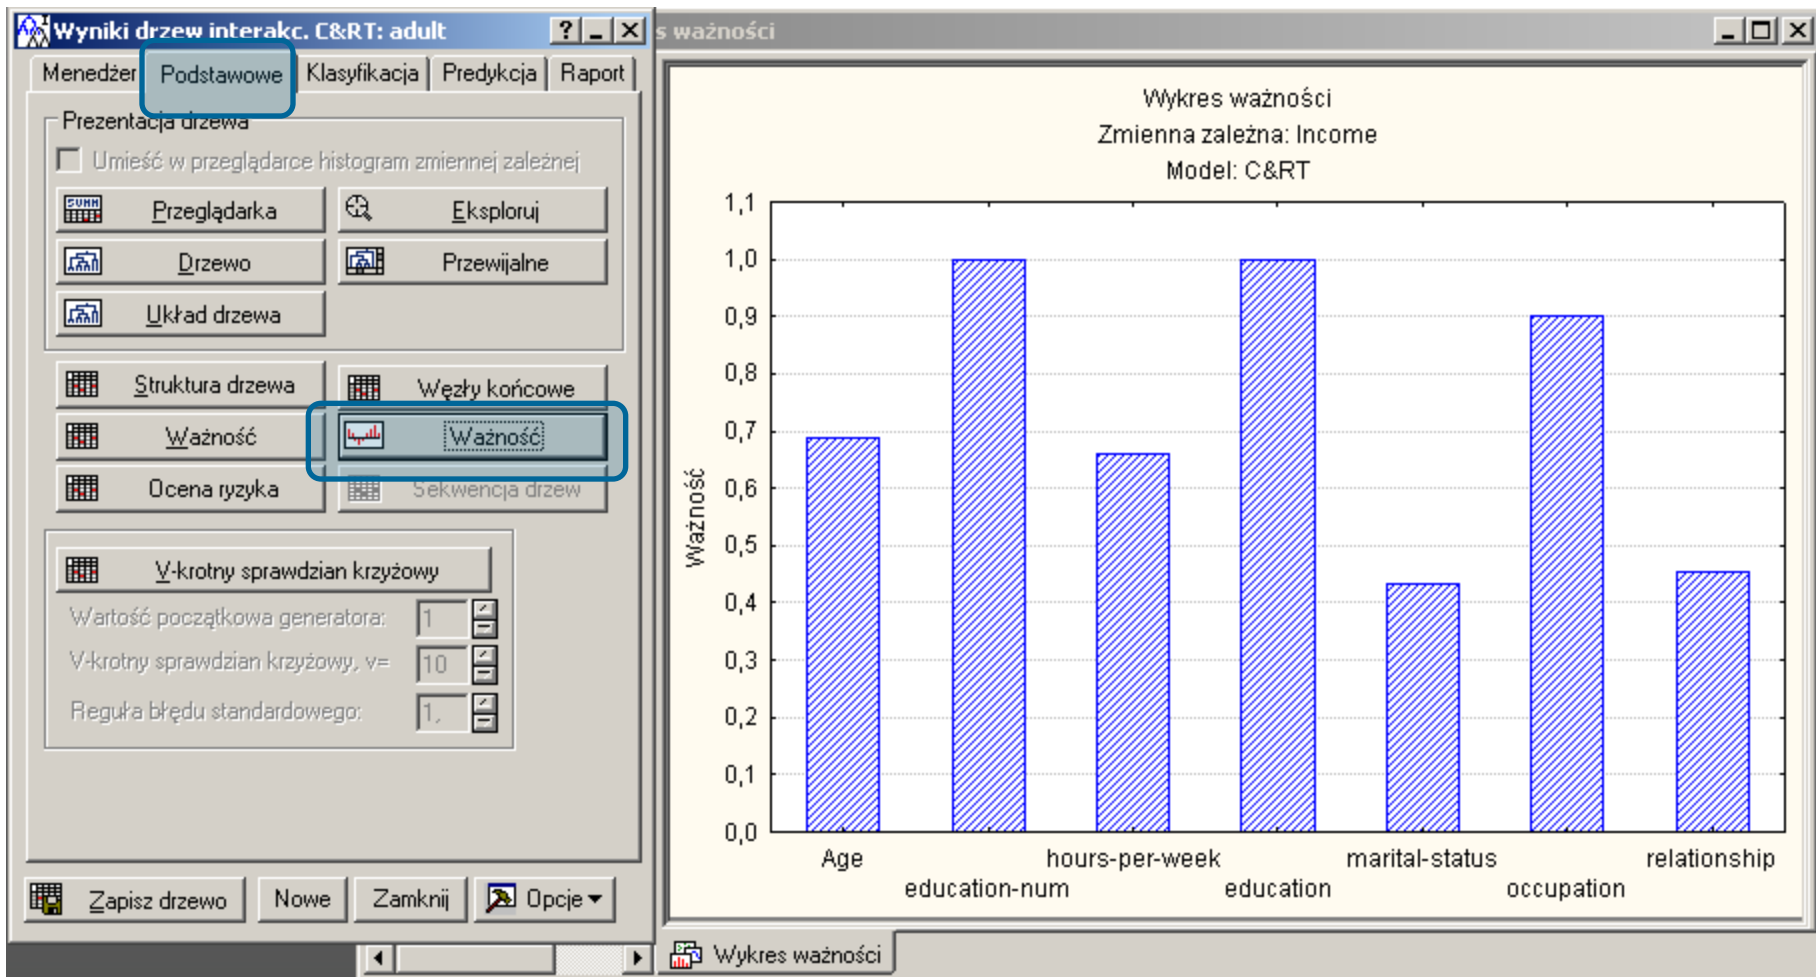 Wyniki drzew interakc. C&RT: adult
Menedżer Podstawowe Klasyfikacja Predykcja Raport
Prezentacja drzewa
Umieść w przeglądarce histogram zmiennej zależnej
Przeglądarka Eksploruj
Drzewo Przewijalne
Układ drzewa
Struktura drzewa Węzły końcowe
Ważność Ważność
Ocena ryzyka Sekwencja drzew
V-krotny sprawdzian krzyżowy
Wartość początkowa generatora: 1
V-krotny sprawdzian krzyżowy, v= 10
Reguła błędu standardowego: 1,
Zapisz drzewo Nowe Zamknij Opcje
s ważności
Wykres ważności
Zmienna zależna: Income
Model: C&RT
1,1
1,0
0,9
0,8
0,7
0,6
0,5
0,4
0,3
0,2
0,1
0,0
Ważność
Age hours-per-week marital-status relationship
education-num education occupation
Wykres ważności